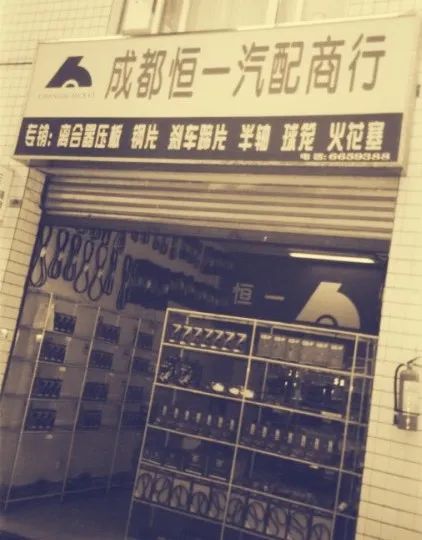 成都恒一汽配商行
专销：离合器压板 钢片 刹车蹄片 半轴 球笼 火花塞
电话：6659388
恒一